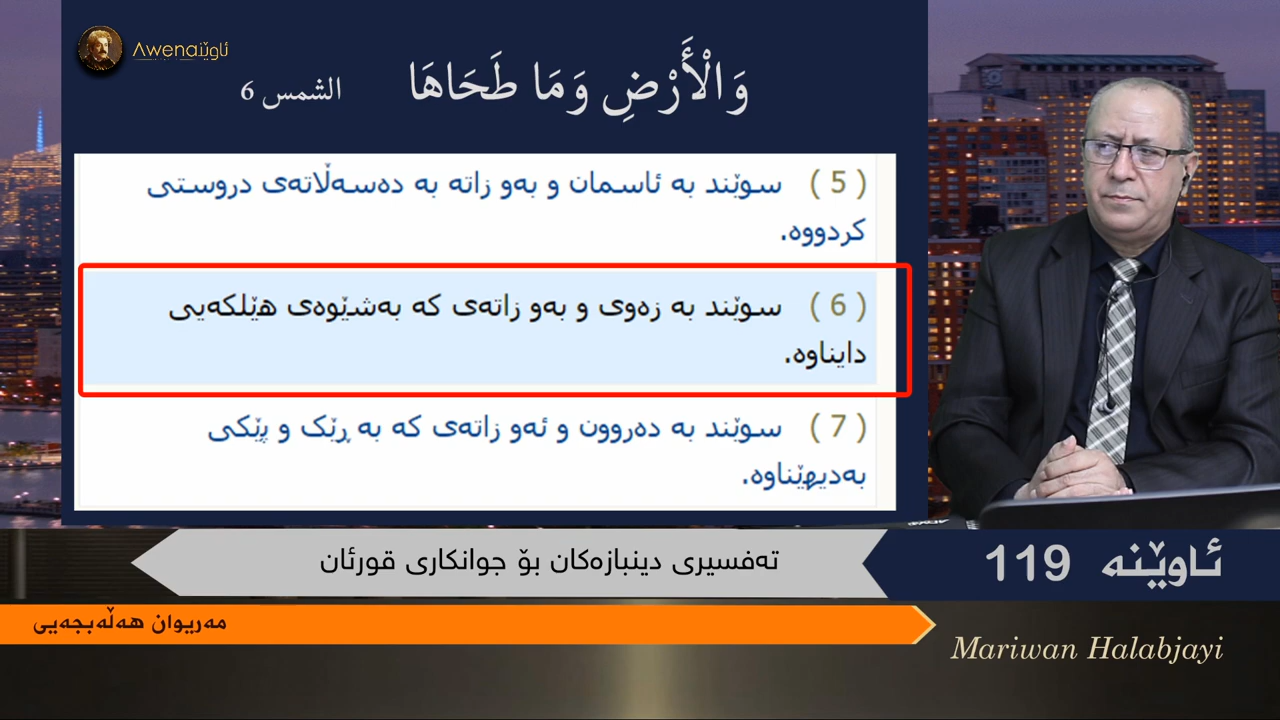 Awenaئاوێنە
وَالْأَرْضِ وَمَا طَحَاهَا الشمس 6
( 5 ) سوێند بە ئاسمان و بەو زاتە بە دەسەڵاتەی دروستی
کردووە.
( 6 ) سوێند بە زەوی و بەو زاتەی کە بەشێوەی هێلکەیی
دایناوە.
( 7 ) سوێند بە دەروون و ئەو زاتەی کە بە ڕێک و پێکی
بەدیهێناوە.
ئاوێنە 119
تەفسیری دینبازەکان بۆ جوانکاری قورئان
مەریوان هەڵەبجەیی
Mariwan Halabjayi